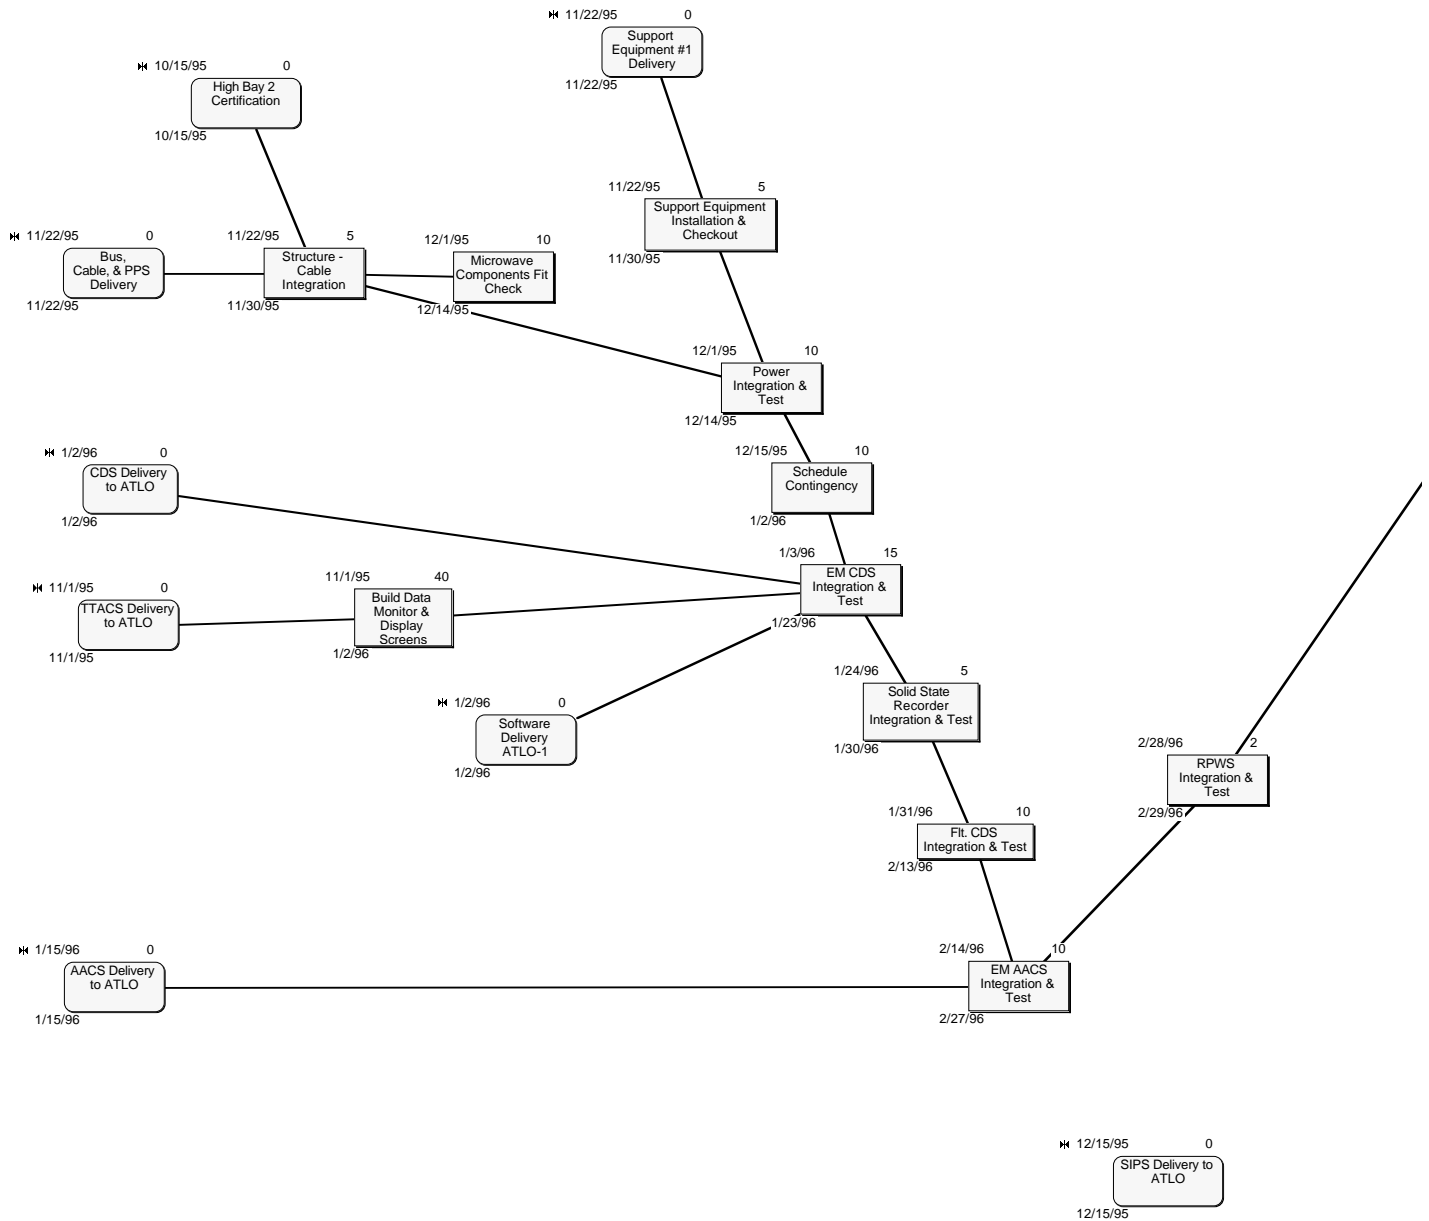 11/22/95 0
Support
Equipment #1
Delivery
11/22/95
10/15/95 0
High Bay 2
Certification
10/15/95
11/22/95 5
Support Equipment
Installation &
Checkout
11/30/95
11/22/95 0
Bus,
Cable, & PPS
Delivery
11/22/95
11/22/95 5
Structure -
Cable
Integration
11/30/95
12/1/95 10
Microwave
Components Fit
Check
12/14/95
12/1/95 10
Power
Integration &
Test
12/14/95
12/15/95 10
Schedule
Contingency
1/2/96
1/2/96 0
CDS Delivery
to ATLO
1/2/96
1/3/96 15
EM CDS
Integration &
Test
1/23/96
11/1/95 0
TTACS Delivery
to ATLO
11/1/95
11/1/95 40
Build Data
Monitor &
Display
Screens
1/2/96
1/2/96 0
Software
Delivery
ATLO-1
1/2/96
1/24/96 5
Solid State
Recorder
Integration & Test
1/30/96
2/28/96 2
RPWS
Integration &
Test
2/29/96
1/31/96 10
Flt. CDS
Integration & Test
2/13/96
1/15/96 0
AACS Delivery
to ATLO
1/15/96
2/14/96 10
EM AACS
Integration &
Test
2/27/96
12/15/95 0
SIPS Delivery to
ATLO
12/15/95